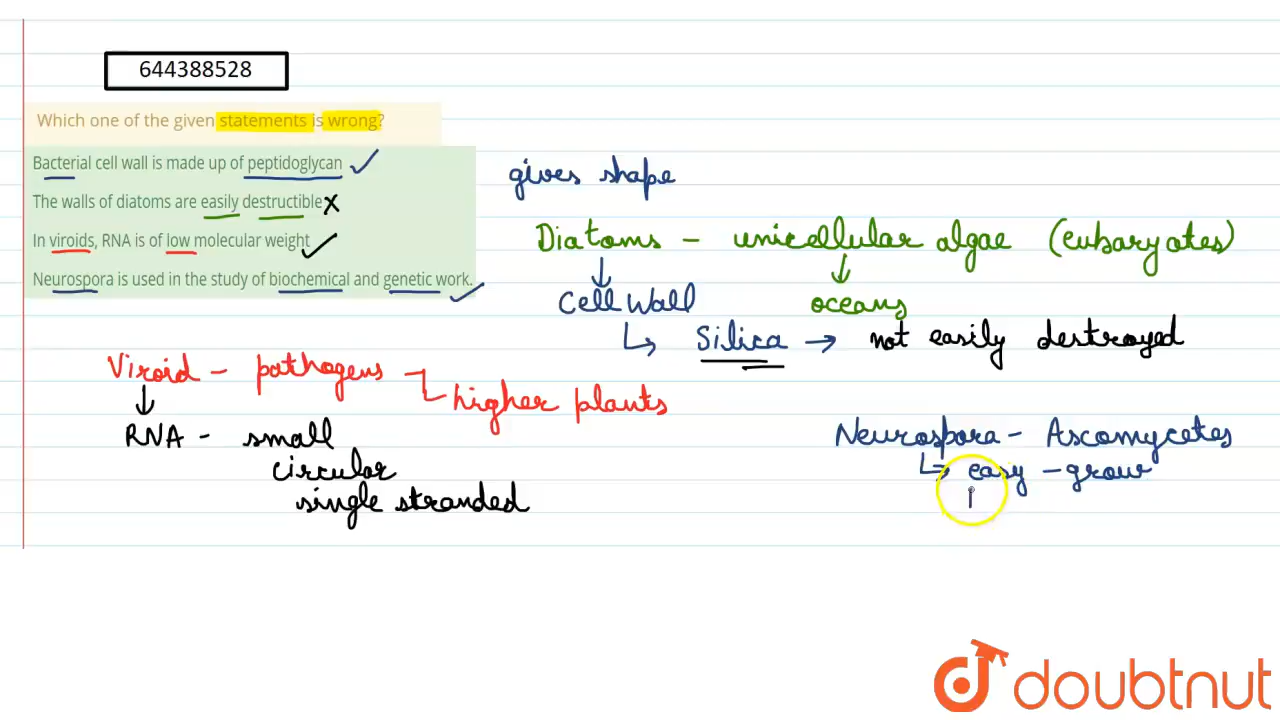 644388528
Which one of the given statements is wrong?
Bacterial cell wall is made up of peptidoglycan
The walls of diatoms are easily destructible
In viroids, RNA is of low molecular weight
Neurospora is used in the study of biochemical and genetic work.
gives shape
Diatoms - unicellular algae (eukaryotes)
Cell Wall
oceans
Silica → not easily destroyed
Viroid - pathogens
higher plants
RNA - small
circular
single stranded
Neurospora - Ascomycetes
easy - grow
doubtnut